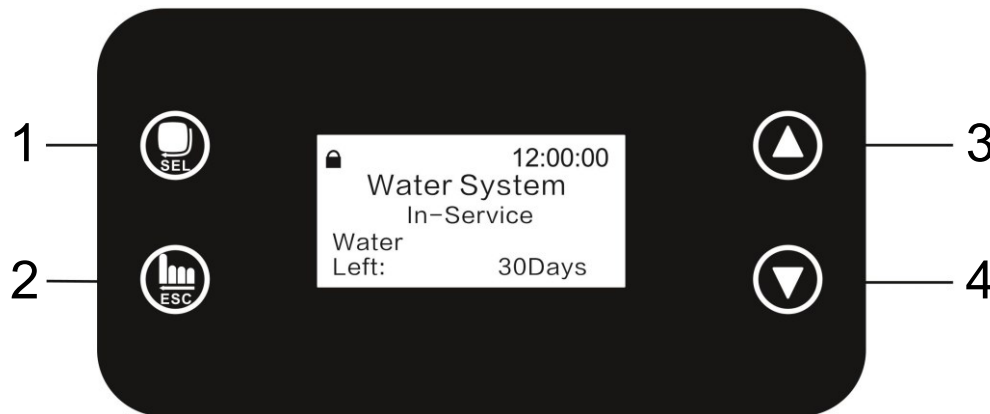 1
SEL
2
ESC
12:00:00
Water System
In-Service
Water
Left: 30Days
3
4